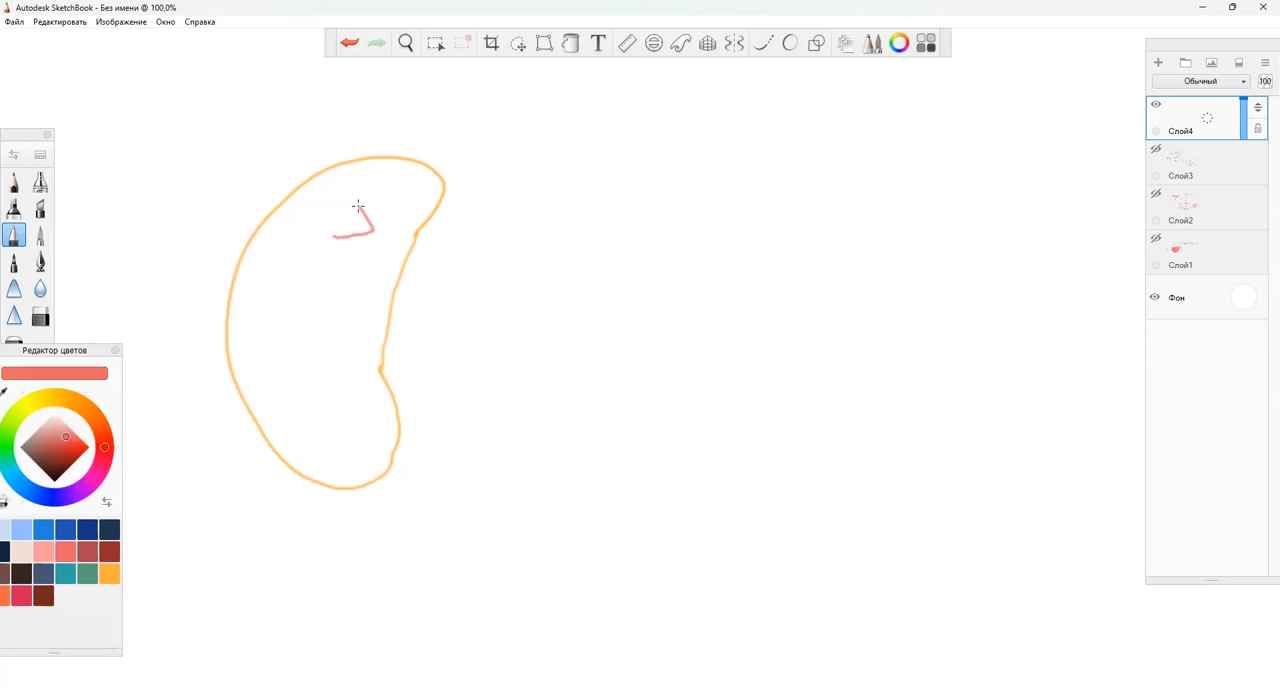 Autodesk SketchBook - Без имени @ 100,0%
Файл Редактировать Изображение Окно Справка
Обычный 100
Слой4
Слой3
Слой2
Слой1
Фон
Редактор цветов